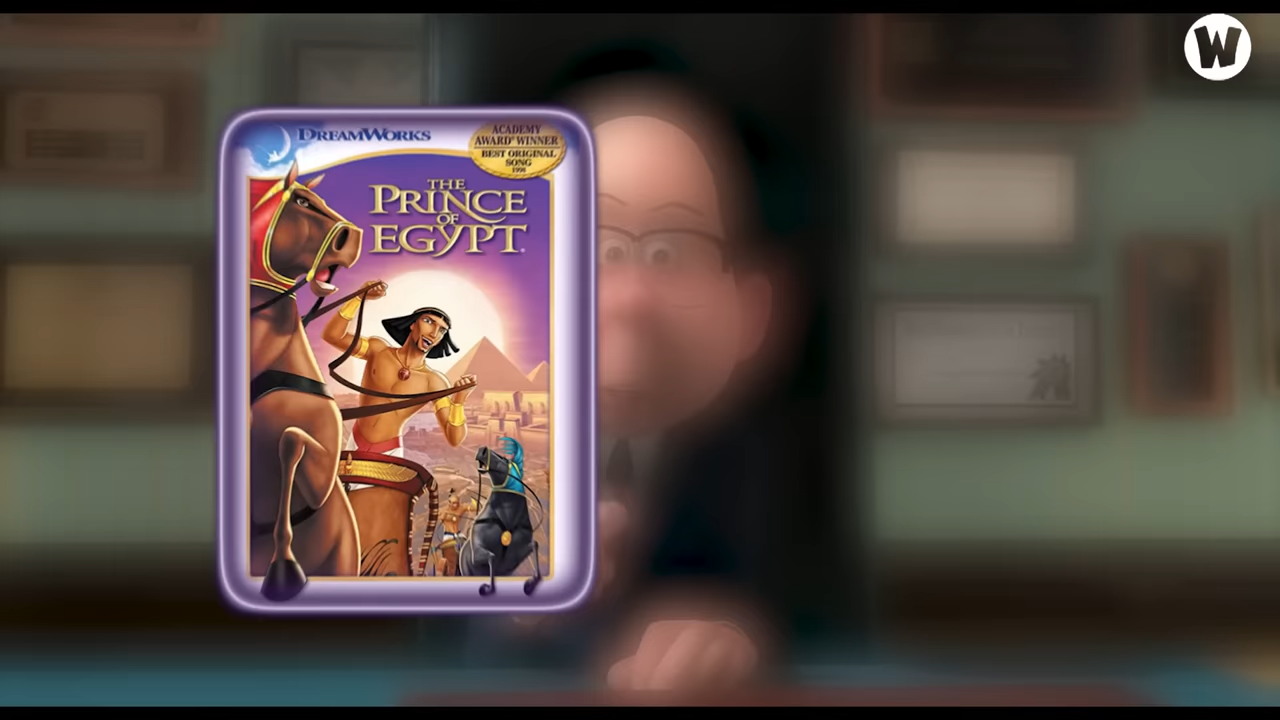 W
DREAMWORKS
ACADEMY
AWARD WINNER
BEST ORIGINAL
SONG
1998
THE
PRINCE
OF
EGYPT